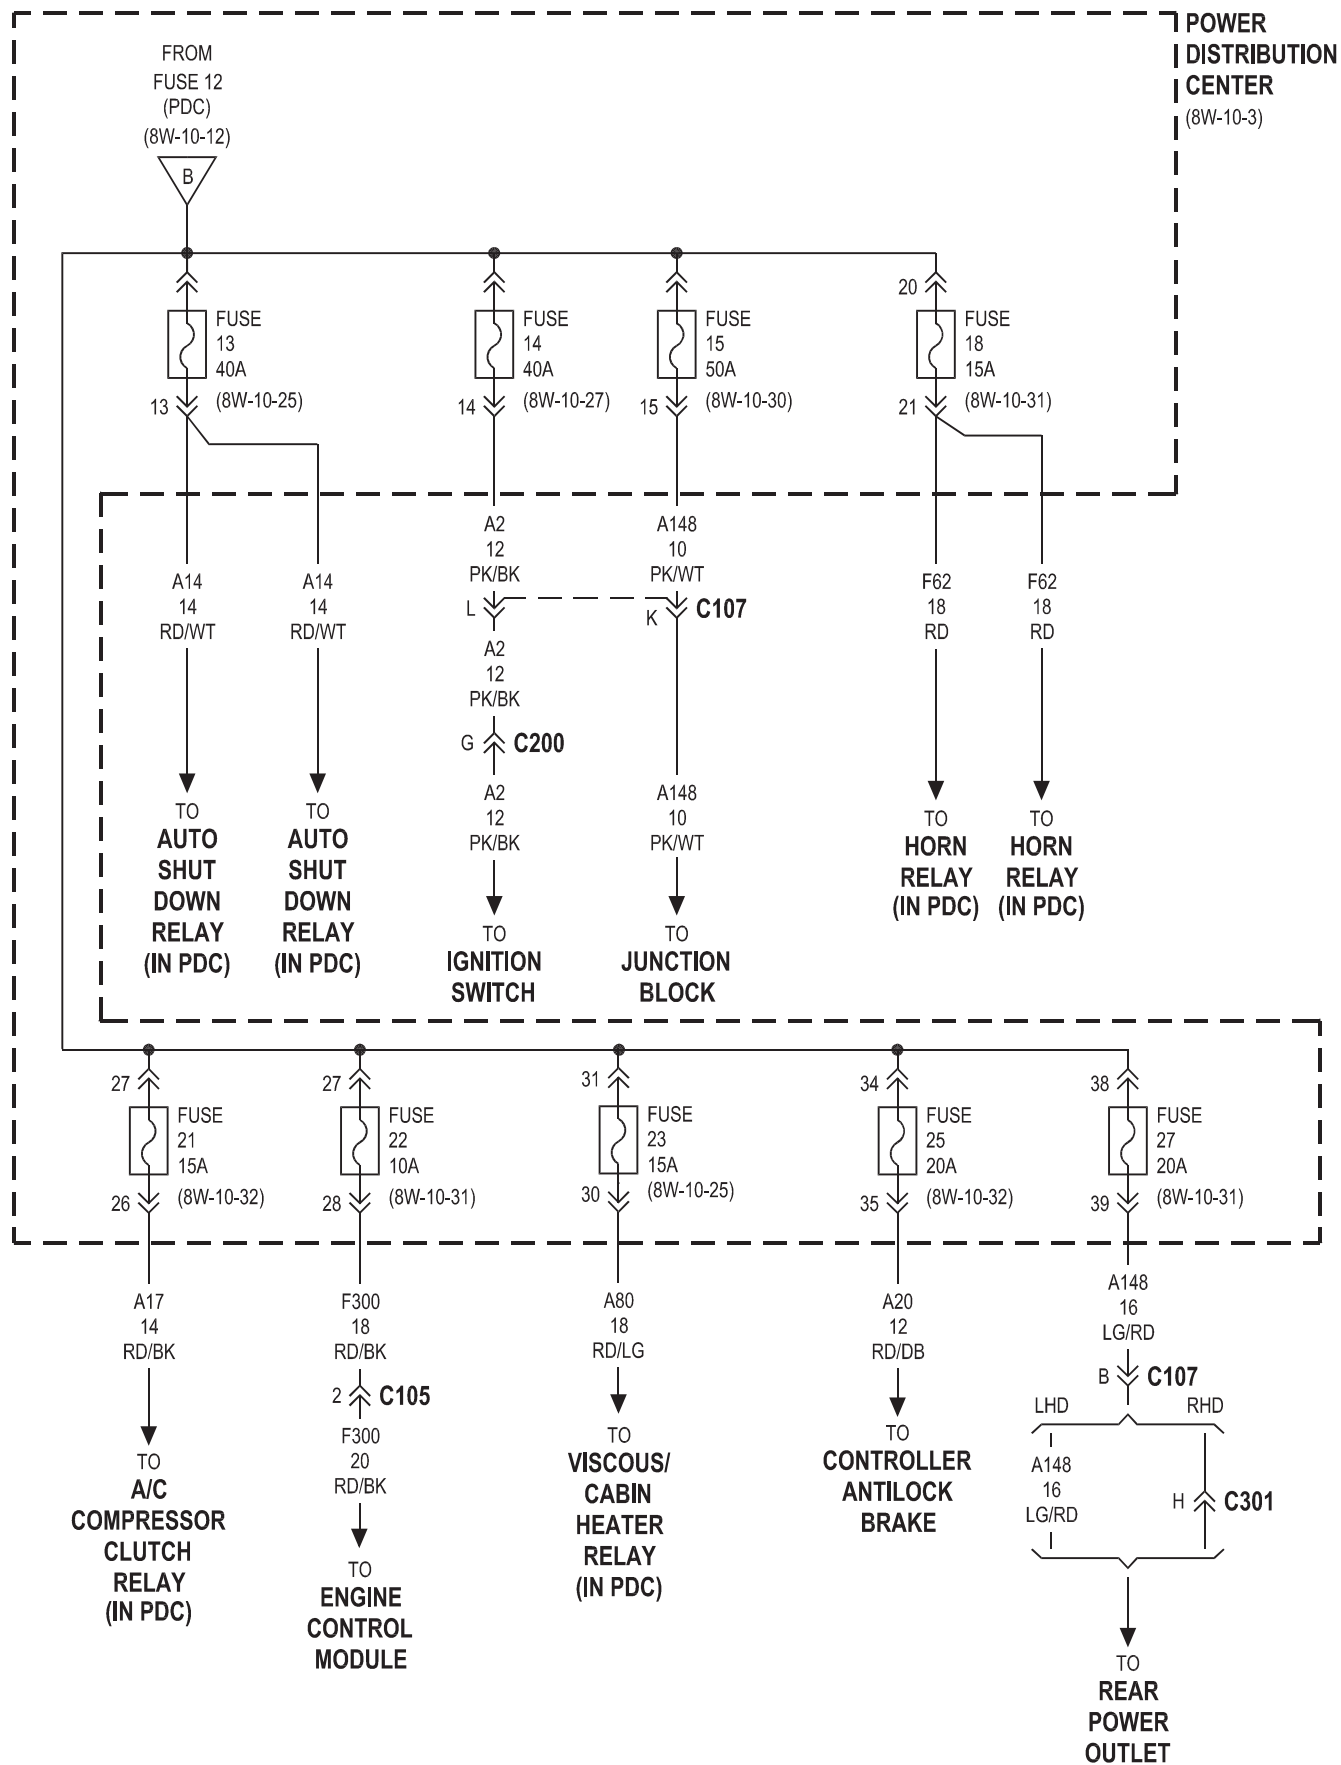 POWER
DISTRIBUTION
CENTER
(8W-10-3)
FROM
FUSE 12
(PDC)
(8W-10-12)
B
FUSE
13
40A
(8W-10-25)
13
FUSE
14
40A
(8W-10-27)
14
FUSE
15
50A
(8W-10-30)
15
20
FUSE
18
15A
(8W-10-31)
21
A14
14
RD/WT
TO
AUTO
SHUT
DOWN
RELAY
(IN PDC)
A14
14
RD/WT
TO
AUTO
SHUT
DOWN
RELAY
(IN PDC)
A2
12
PK/BK
L
A2
12
PK/BK
G
C200
A2
12
PK/BK
TO
IGNITION
SWITCH
A148
10
PK/WT
K
C107
A148
10
PK/WT
TO
JUNCTION
BLOCK
F62
18
RD
TO
HORN
RELAY
(IN PDC)
F62
18
RD
TO
HORN
RELAY
(IN PDC)
27
FUSE
21
15A
(8W-10-32)
26
A17
14
RD/BK
TO
A/C
COMPRESSOR
CLUTCH
RELAY
(IN PDC)
27
FUSE
22
10A
(8W-10-31)
28
F300
18
RD/BK
2
C105
F300
20
RD/BK
TO
ENGINE
CONTROL
MODULE
31
FUSE
23
15A
(8W-10-25)
30
A80
18
RD/LG
TO
VISCOUS/
CABIN
HEATER
RELAY
(IN PDC)
34
FUSE
25
20A
(8W-10-32)
35
A20
12
RD/DB
TO
CONTROLLER
ANTILOCK
BRAKE
38
FUSE
27
20A
(8W-10-31)
39
A148
16
LG/RD
B
C107
LHD
RHD
A148
16
LG/RD
H
C301
TO
REAR
POWER
OUTLET